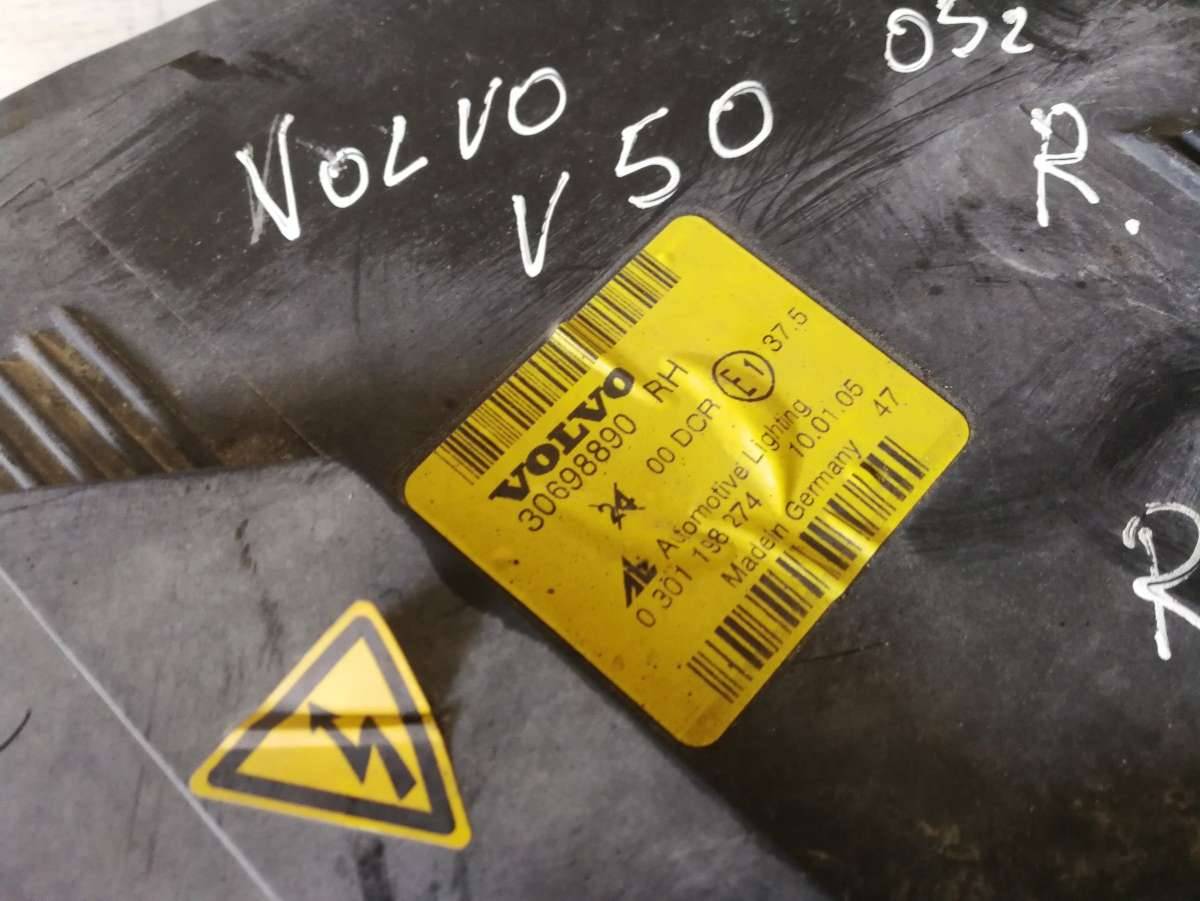 VOLVO
V50
052
R.
R
VOLVO
30698890 RH
24
00 DCR E1 37.5
Automotive Lighting
0 301 198 274 10.01.05
Made in Germany 47